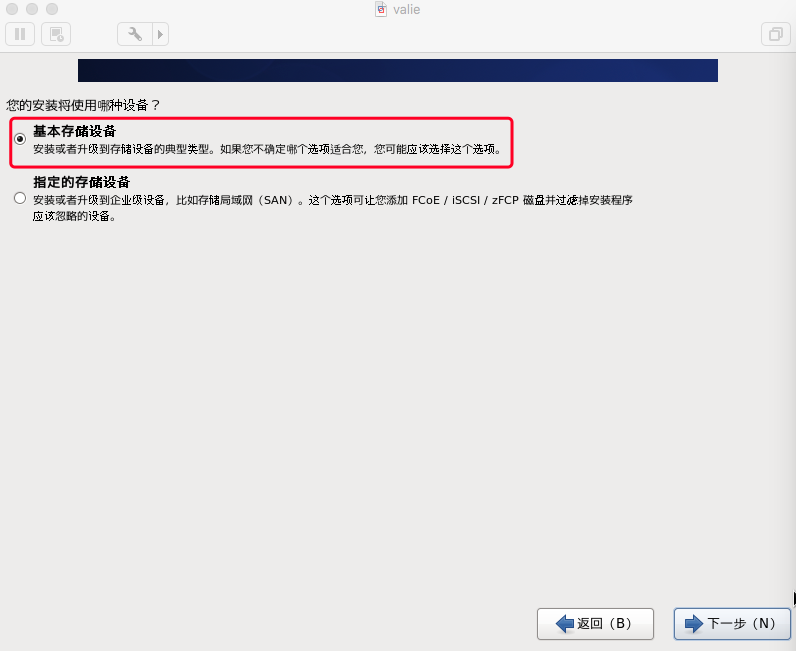 valie
您的安装将使用哪种设备？
基本存储设备
安装或者升级到存储设备的典型类型。如果您不确定哪个选项适合您，您可能应该选择这个选项。
指定的存储设备
安装或者升级到企业级设备，比如存储局域网（SAN）。这个选项可让您添加 FCoE / iSCSI / zFCP 磁盘并过滤掉安装程序
应该忽略的设备。
返回（B） 下一步（N）